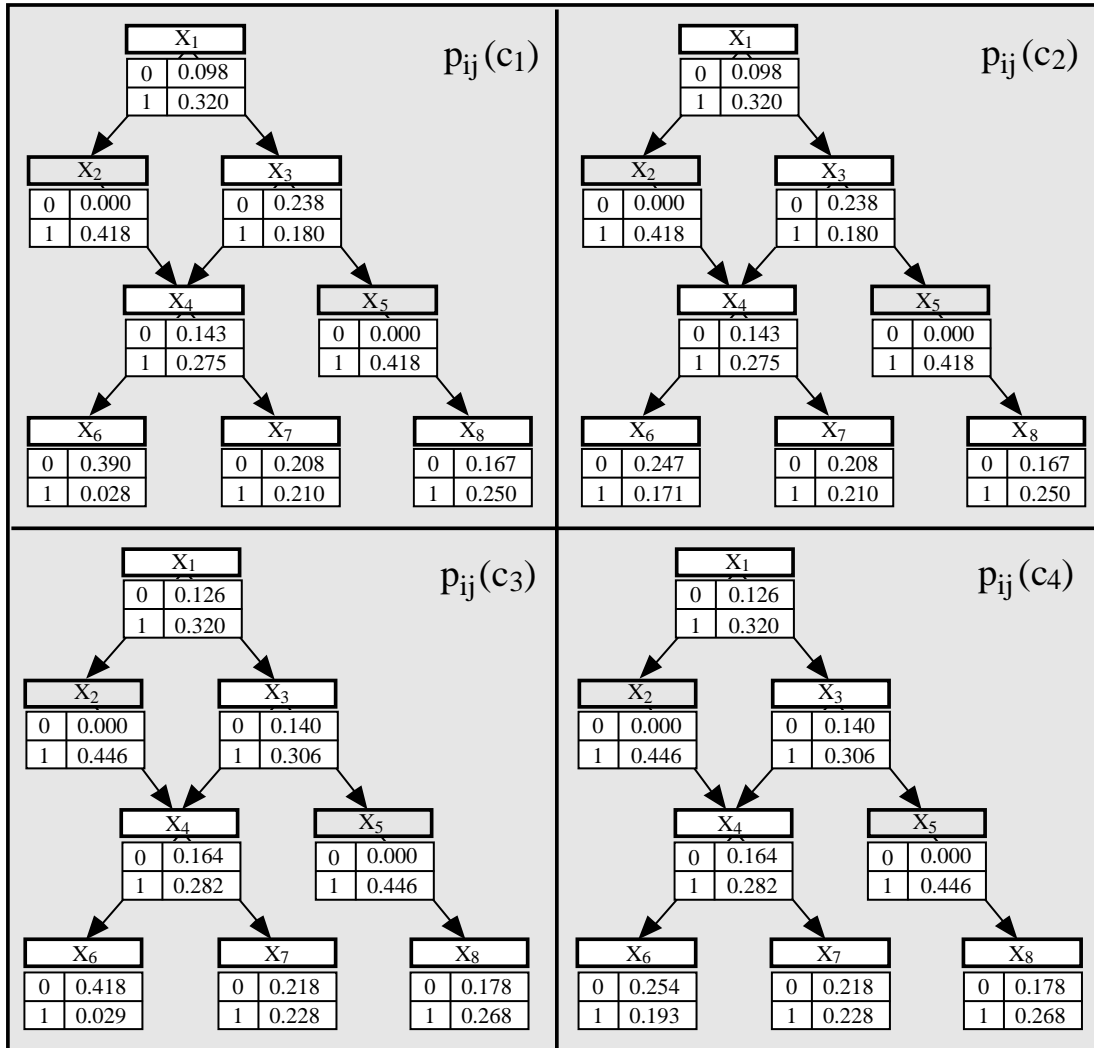 X1
pij(c1)
0 0.098
1 0.320
X2 X3
0 0.000 0 0.238
1 0.418 1 0.180
X4 X5
0 0.143 0 0.000
1 0.275 1 0.418
X6 X7 X8
0 0.390 0 0.208 0 0.167
1 0.028 1 0.210 1 0.250
X1
pij(c2)
0 0.098
1 0.320
X2 X3
0 0.000 0 0.238
1 0.418 1 0.180
X4 X5
0 0.143 0 0.000
1 0.275 1 0.418
X6 X7 X8
0 0.247 0 0.208 0 0.167
1 0.171 1 0.210 1 0.250
X1
pij(c3)
0 0.126
1 0.320
X2 X3
0 0.000 0 0.140
1 0.446 1 0.306
X4 X5
0 0.164 0 0.000
1 0.282 1 0.446
X6 X7 X8
0 0.418 0 0.218 0 0.178
1 0.029 1 0.228 1 0.268
X1
pij(c4)
0 0.126
1 0.320
X2 X3
0 0.000 0 0.140
1 0.446 1 0.306
X4 X5
0 0.164 0 0.000
1 0.282 1 0.446
X6 X7 X8
0 0.254 0 0.218 0 0.178
1 0.193 1 0.228 1 0.268